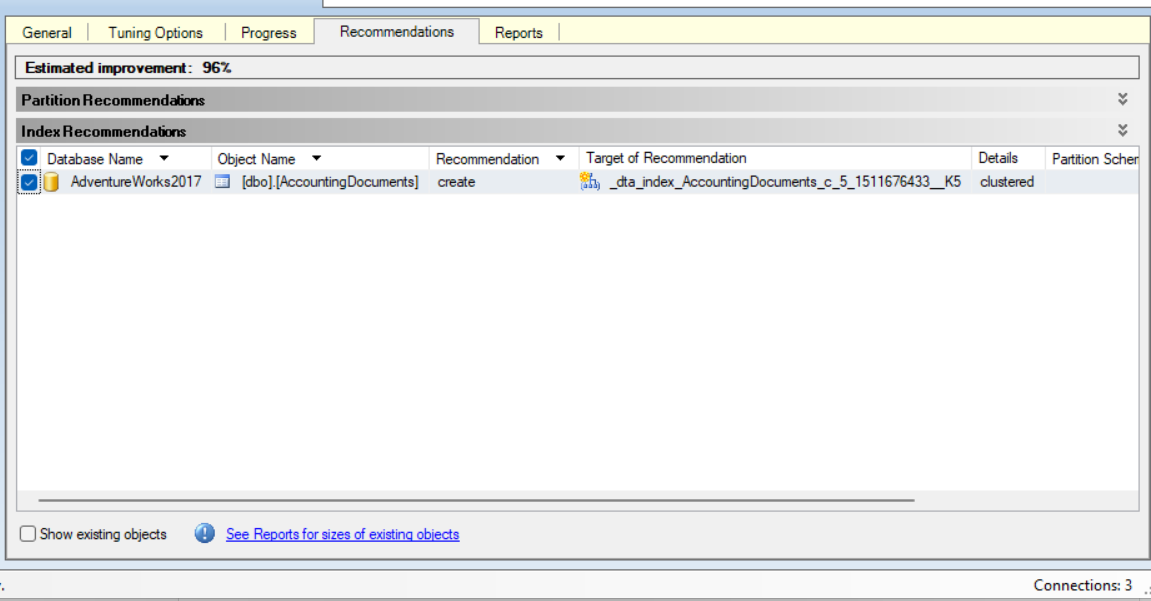 General Tuning Options Progress Recommendations Reports
Estimated improvement: 96%
Partition Recommendations
Index Recommendations
Database Name Object Name Recommendation Target of Recommendation Details Partition Schem
AdventureWorks2017 [dbo].[AccountingDocuments] create _dta_index_AccountingDocuments_c_5_1511676433__K5 clustered
Show existing objects See Reports for sizes of existing objects
Connections: 3